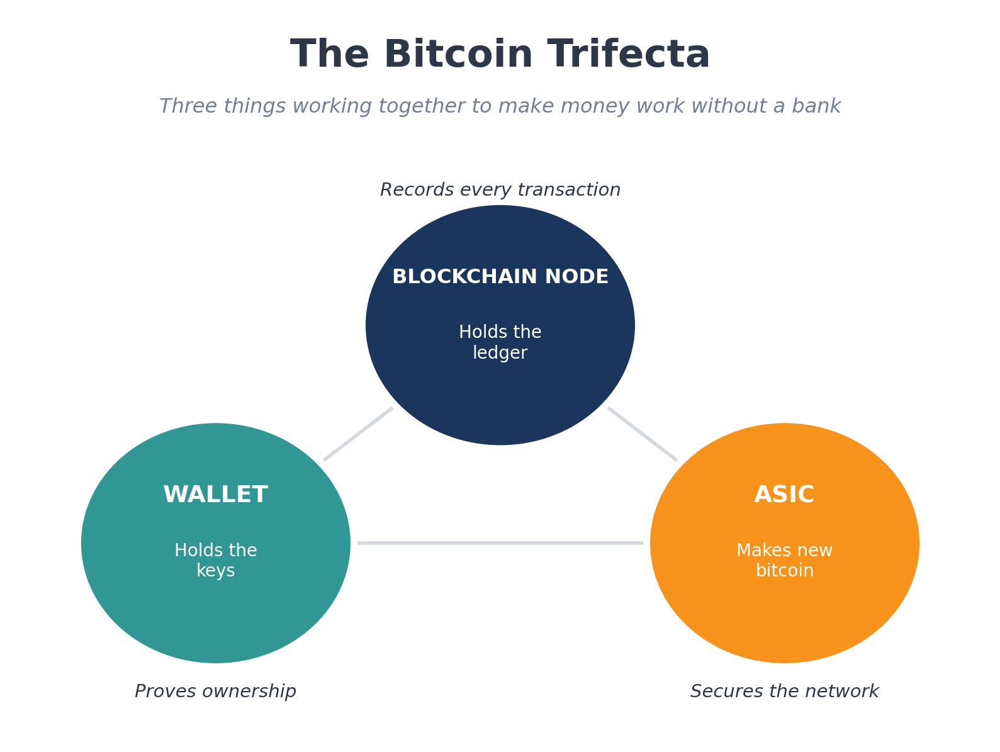 The Bitcoin Trifecta
Three things working together to make money work without a bank
Records every transaction
BLOCKCHAIN NODE
Holds the
ledger
WALLET
Holds the
keys
Proves ownership
ASIC
Makes new
bitcoin
Secures the network